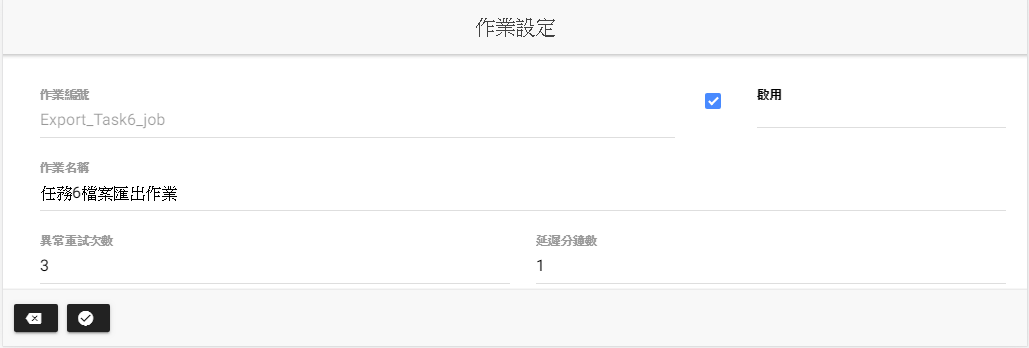 作業設定
作業編號
啟用
Export_Task6_job
作業名稱
任務6檔案匯出作業
異常重試次數
延遲分鐘數
3
1